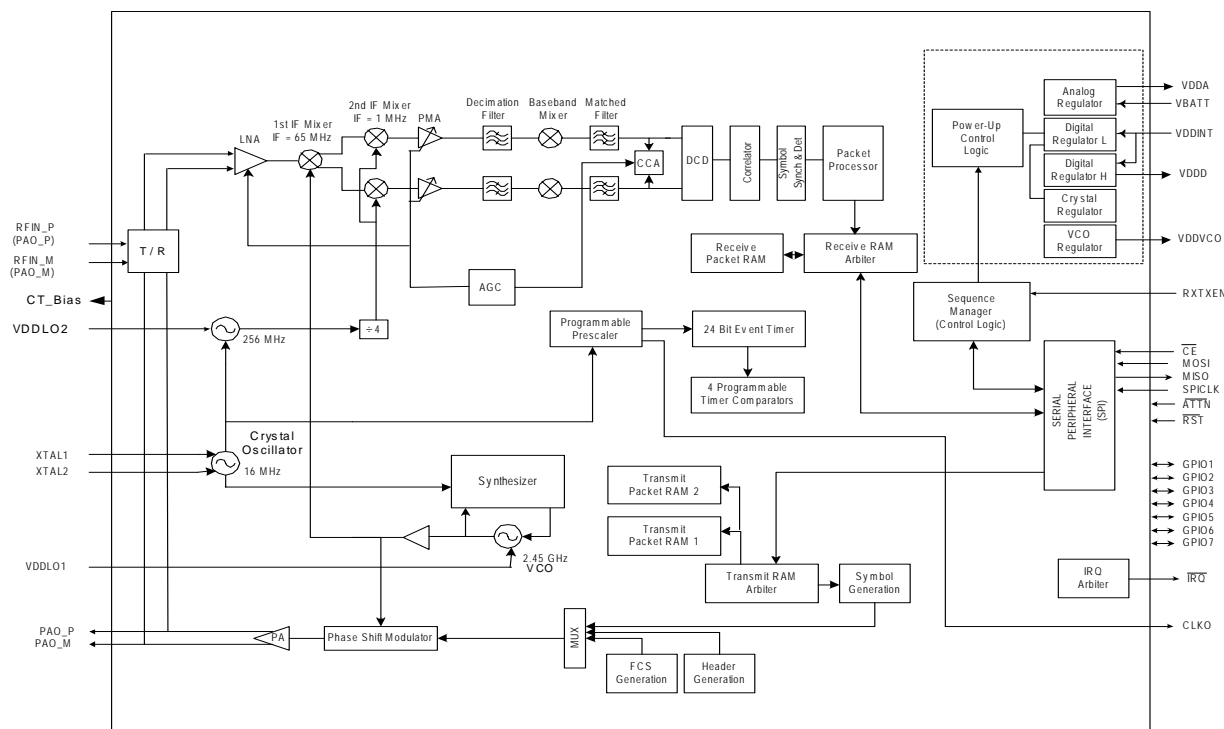 Analog
Regulator
VDDA
VBATT
2nd IF Mixer
IF = 1 MHz
PMA
Decimation
Filter
Baseband
Mixer
Matched
Filter
1st IF Mixer
IF = 65 MHz
LNA
CCA
DCD
Correlator
Symbol
Synch & Det
Packet
Processor
Power-Up
Control
Logic
Digital
Regulator L
VDDINT
Digital
Regulator H
VDDD
Crystal
Regulator
VCO
Regulator
VDDVCO
RFIN_P
(PAO_P)
RFIN_M
(PAO_M)
T / R
CT_Bias
Receive
Packet RAM
Receive RAM
Arbiter
AGC
Sequence
Manager
(Control Logic)
RXTXEN
VDDLO2
256 MHz
÷4
Programmable
Prescaler
24 Bit Event Timer
4 Programmable
Timer Comparators
SERIAL
PERIPHERAL
INTERFACE
(SPI)
CE
MOSI
MISO
SPICLK
ATTN
RST
Crystal
Oscillator
XTAL1
XTAL2
16 MHz
Synthesizer
Transmit
Packet RAM 2
Transmit
Packet RAM 1
GPIO1
GPIO2
GPIO3
GPIO4
GPIO5
GPIO6
GPIO7
2.45 GHz
VCO
VDDLO1
Transmit RAM
Arbiter
Symbol
Generation
IRQ
Arbiter
IRQ
PAO_P
PAO_M
PA
Phase Shift Modulator
MUX
FCS
Generation
Header
Generation
CLKO